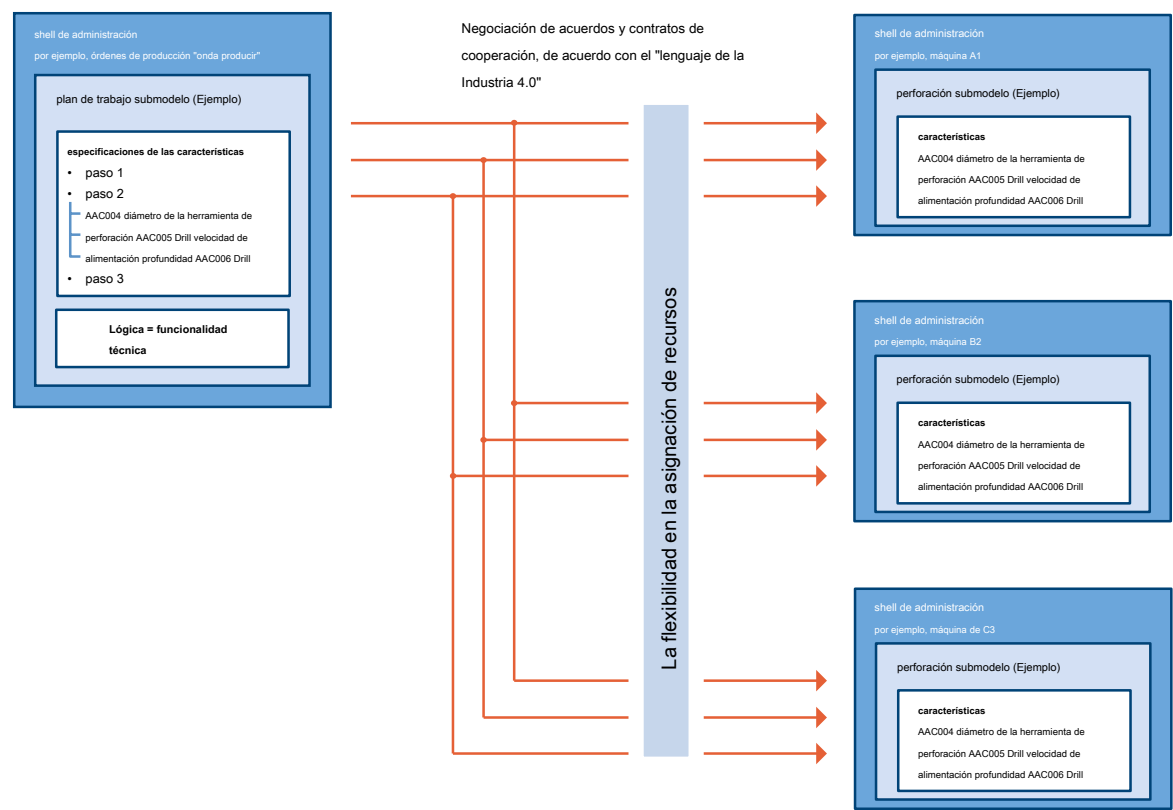 shell de administración
por ejemplo, órdenes de producción "onda producir"
plan de trabajo submodelo (Ejemplo)
especificaciones de las características
• paso 1
• paso 2
AAC004 diámetro de la herramienta de
perforación AAC005 Drill velocidad de
alimentación profundidad AAC006 Drill
• paso 3
Lógica = funcionalidad
técnica
Negociación de acuerdos y contratos de
cooperación, de acuerdo con el "lenguaje de la
Industria 4.0"
La flexibilidad en la asignación de recursos
shell de administración
por ejemplo, máquina A1
perforación submodelo (Ejemplo)
características
AAC004 diámetro de la herramienta de
perforación AAC005 Drill velocidad de
alimentación profundidad AAC006 Drill
shell de administración
por ejemplo, máquina B2
perforación submodelo (Ejemplo)
características
AAC004 diámetro de la herramienta de
perforación AAC005 Drill velocidad de
alimentación profundidad AAC006 Drill
shell de administración
por ejemplo, máquina de C3
perforación submodelo (Ejemplo)
características
AAC004 diámetro de la herramienta de
perforación AAC005 Drill velocidad de
alimentación profundidad AAC006 Drill